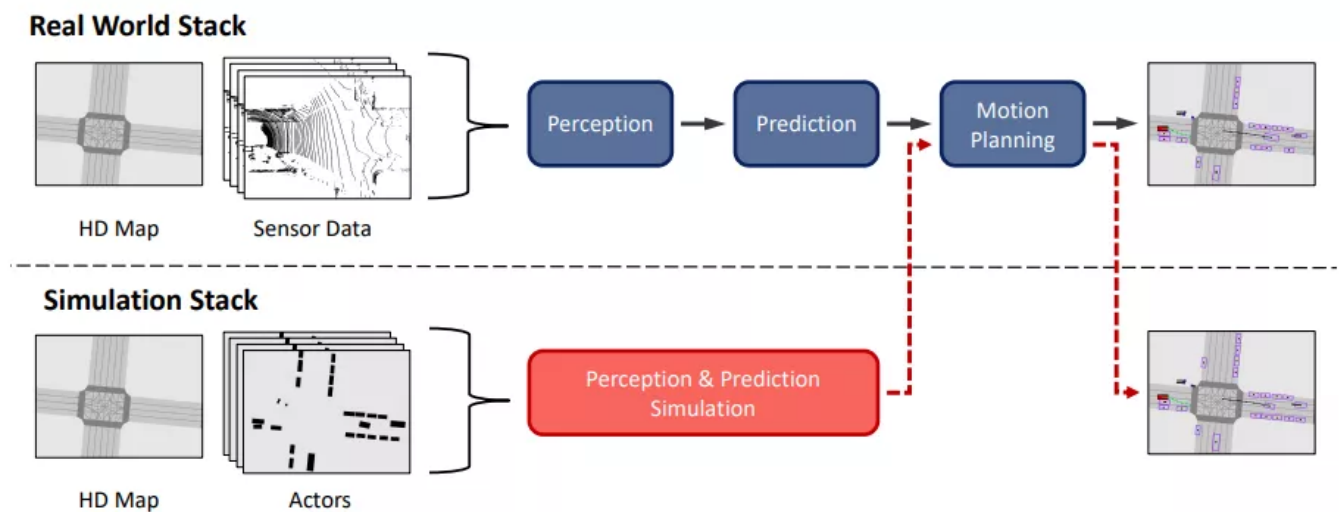 Real World Stack
Perception
Prediction
Motion
Planning
HD Map
Sensor Data
Simulation Stack
Perception & Prediction
Simulation
HD Map
Actors